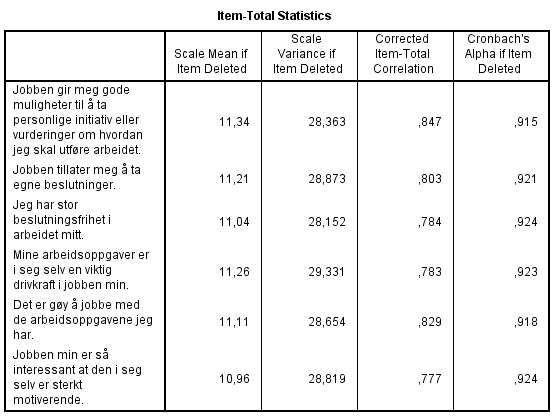 Item-Total Statistics
Scale Mean if Item Deleted Scale Variance if Item Deleted Corrected Item-Total Correlation Cronbach's Alpha if Item Deleted
Jobben gir meg gode
muligheter til å ta
personlige initiativ eller
vurderinger om hvordan
jeg skal utføre arbeidet. 11,34 28,363 ,847 ,915
Jobben tillater meg å ta
egne beslutninger. 11,21 28,873 ,803 ,921
Jeg har stor
beslutningsfrihet i
arbeidet mitt. 11,04 28,152 ,784 ,924
Mine arbeidsoppgaver er
i seg selv en viktig
drivkraft i jobben min. 11,26 29,331 ,783 ,923
Det er gøy å jobbe med
de arbeidsoppgavene jeg
har. 11,11 28,654 ,829 ,918
Jobben min er så
interessant at den i seg
selv er sterkt
motiverende. 10,96 28,819 ,777 ,924